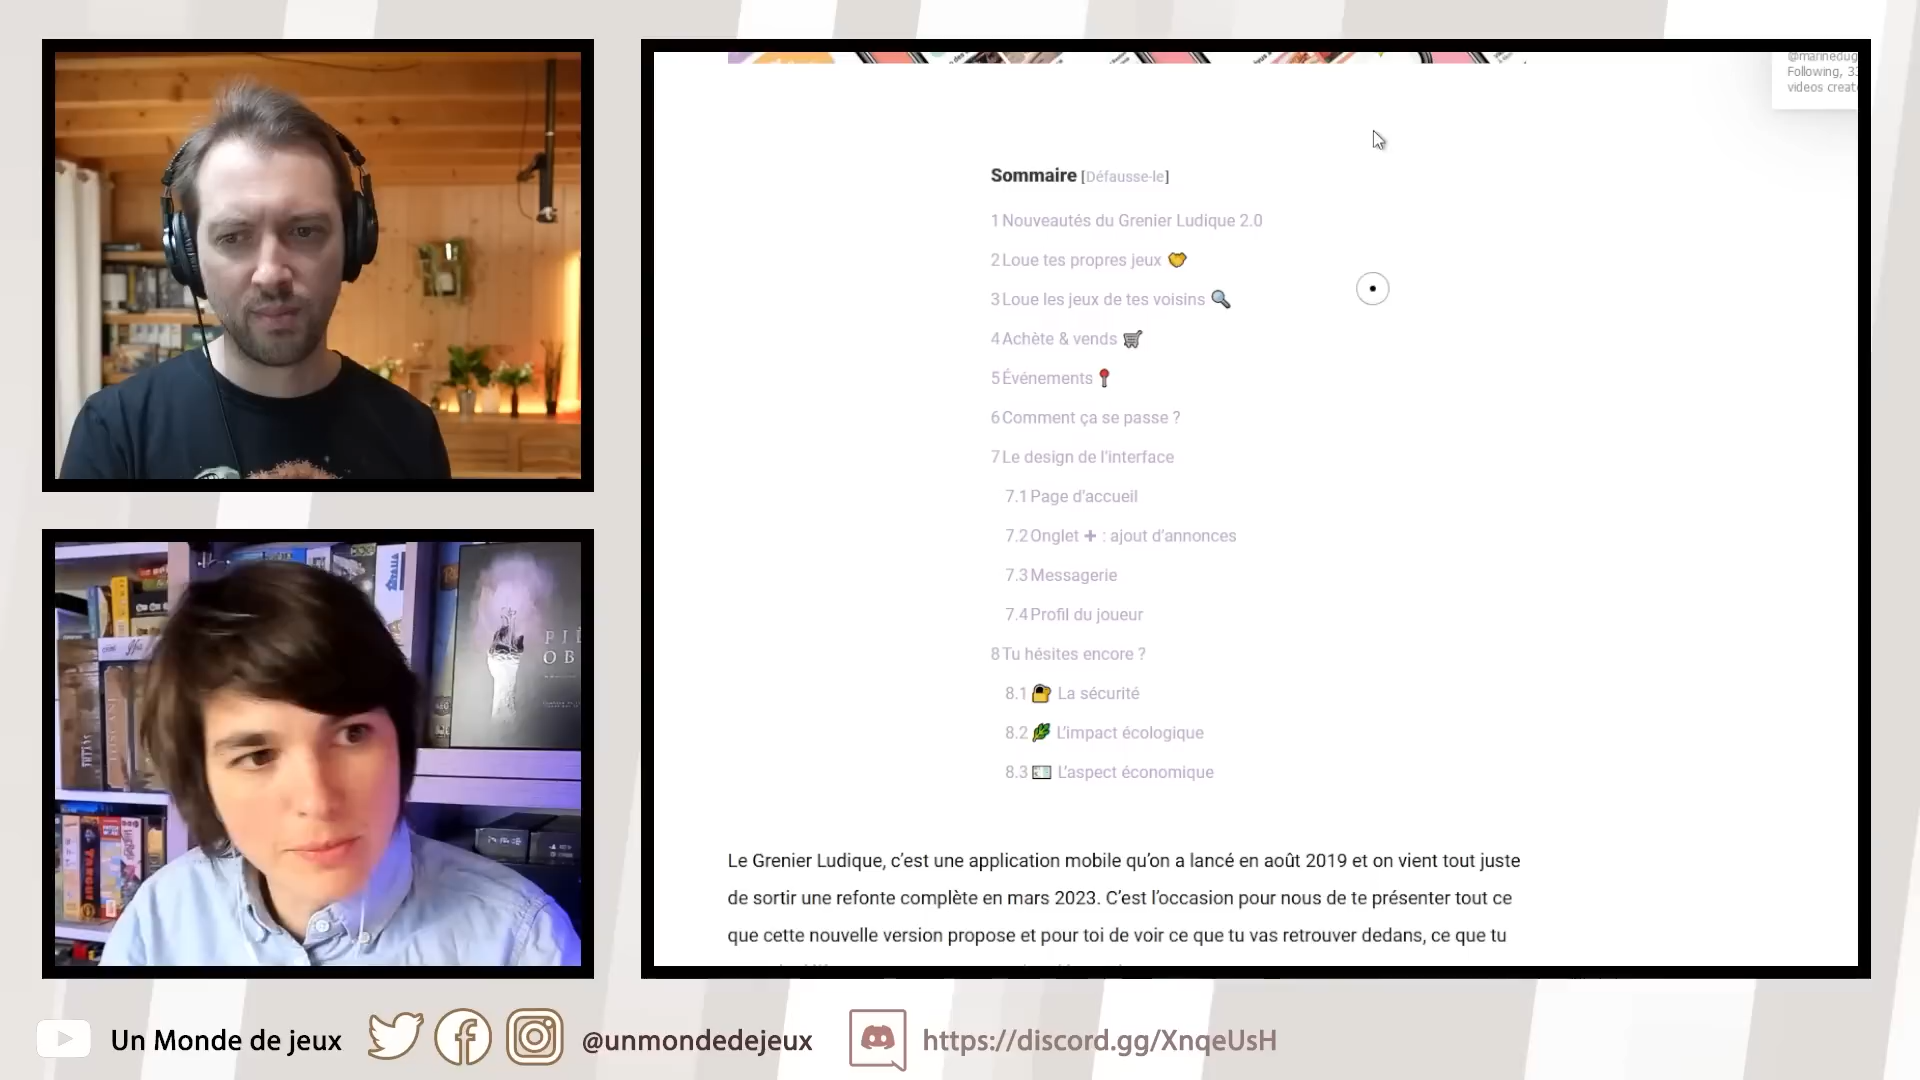 @marinedug
Following, 33
videos creat
Sommaire [Défausse-le]
1 Nouveautés du Grenier Ludique 2.0
2 Loue tes propres jeux
3 Loue les jeux de tes voisins
4 Achète & vends
5 Événements
6 Comment ça se passe ?
7 Le design de l'interface
7.1 Page d'accueil
7.2 Onglet + : ajout d'annonces
7.3 Messagerie
7.4 Profil du joueur
8 Tu hésites encore ?
8.1 La sécurité
8.2 L'impact écologique
8.3 L'aspect économique
Le Grenier Ludique, c'est une application mobile qu'on a lancé en août 2019 et on vient tout juste
de sortir une refonte complète en mars 2023. C'est l'occasion pour nous de te présenter tout ce
que cette nouvelle version propose et pour toi de voir ce que tu vas retrouver dedans, ce que tu
Un Monde de jeux
@unmondedejeux
https://discord.gg/XnqeUsH